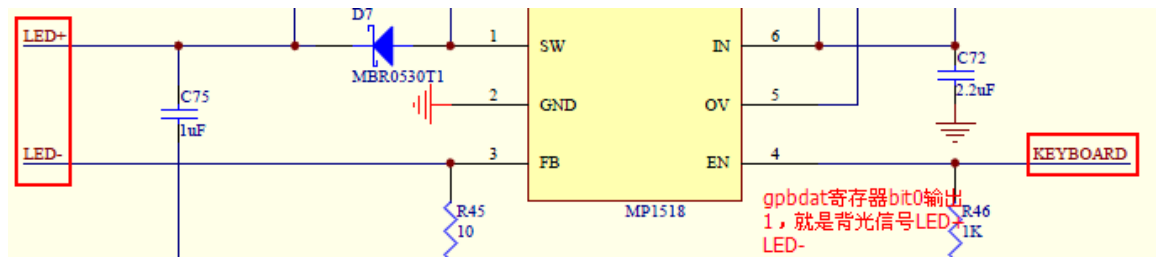 D7
LED+
1
SW
IN
6
MBR0530T1
C72
2.2uF
C75
1uF
2
GND
OV
5
LED-
3
FB
EN
4
KEYBOARD
R45
10
MP1518
gpbdat寄存器bit0输出
1，就是背光信号LED+
LED-
R46
1K